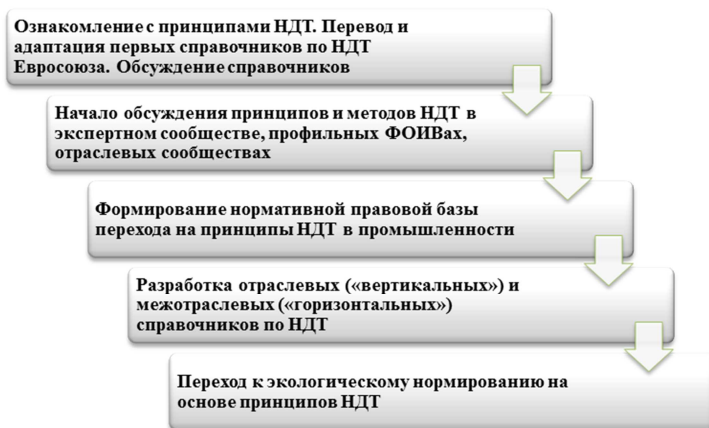 Ознакомление с принципами НДТ. Перевод и
адаптация первых справочников по НДТ
Евросоюза. Обсуждение справочников
Начало обсуждения принципов и методов НДТ в
экспертном сообществе, профильных ФОИВах,
отраслевых сообществах
Формирование нормативной правовой базы
перехода на принципы НДТ в промышленности
Разработка отраслевых («вертикальных») и
межотраслевых («горизонтальных»)
справочников по НДТ
Переход к экологическому нормированию на
основе принципов НДТ